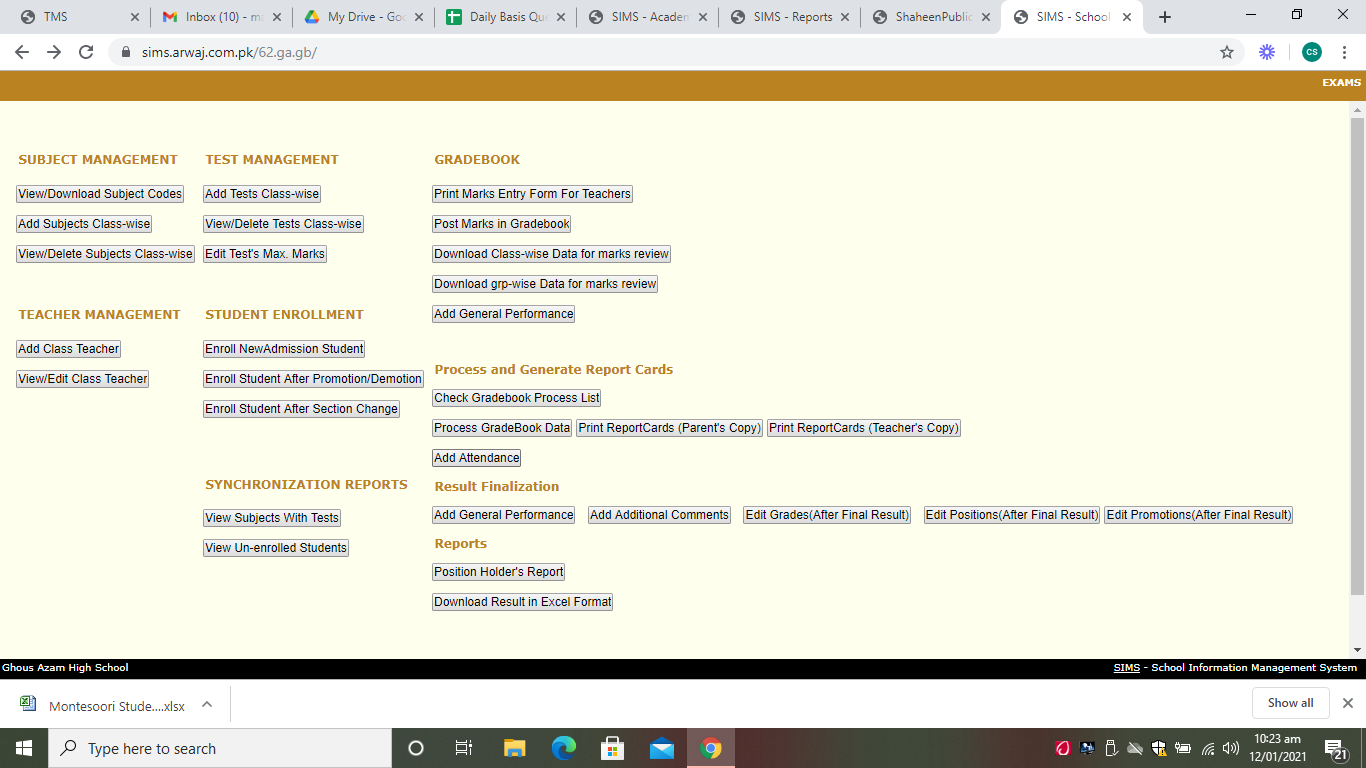 TMS
Inbox (10) - ma
My Drive - Goo
Daily Basis Que
SIMS - Academ
SIMS - Reports
ShaheenPublic
SIMS - School
sims.arwaj.com.pk/62.ga.gb/
CS
EXAMS
SUBJECT MANAGEMENT
View/Download Subject Codes
Add Subjects Class-wise
View/Delete Subjects Class-wise
TEST MANAGEMENT
Add Tests Class-wise
View/Delete Tests Class-wise
Edit Test's Max. Marks
GRADEBOOK
Print Marks Entry Form For Teachers
Post Marks in Gradebook
Download Class-wise Data for marks review
Download grp-wise Data for marks review
Add General Performance
TEACHER MANAGEMENT
Add Class Teacher
View/Edit Class Teacher
STUDENT ENROLLMENT
Enroll NewAdmission Student
Enroll Student After Promotion/Demotion
Enroll Student After Section Change
Process and Generate Report Cards
Check Gradebook Process List
Process GradeBook Data Print ReportCards (Parent's Copy) Print ReportCards (Teacher's Copy)
Add Attendance
SYNCHRONIZATION REPORTS
View Subjects With Tests
View Un-enrolled Students
Result Finalization
Add General Performance Add Additional Comments Edit Grades(After Final Result) Edit Positions(After Final Result) Edit Promotions(After Final Result)
Reports
Position Holder's Report
Download Result in Excel Format
Ghous Azam High School
SIMS - School Information Management System
Montesoori Stude....xlsx
Show all
Type here to search
10:23 am
12/01/2021
21